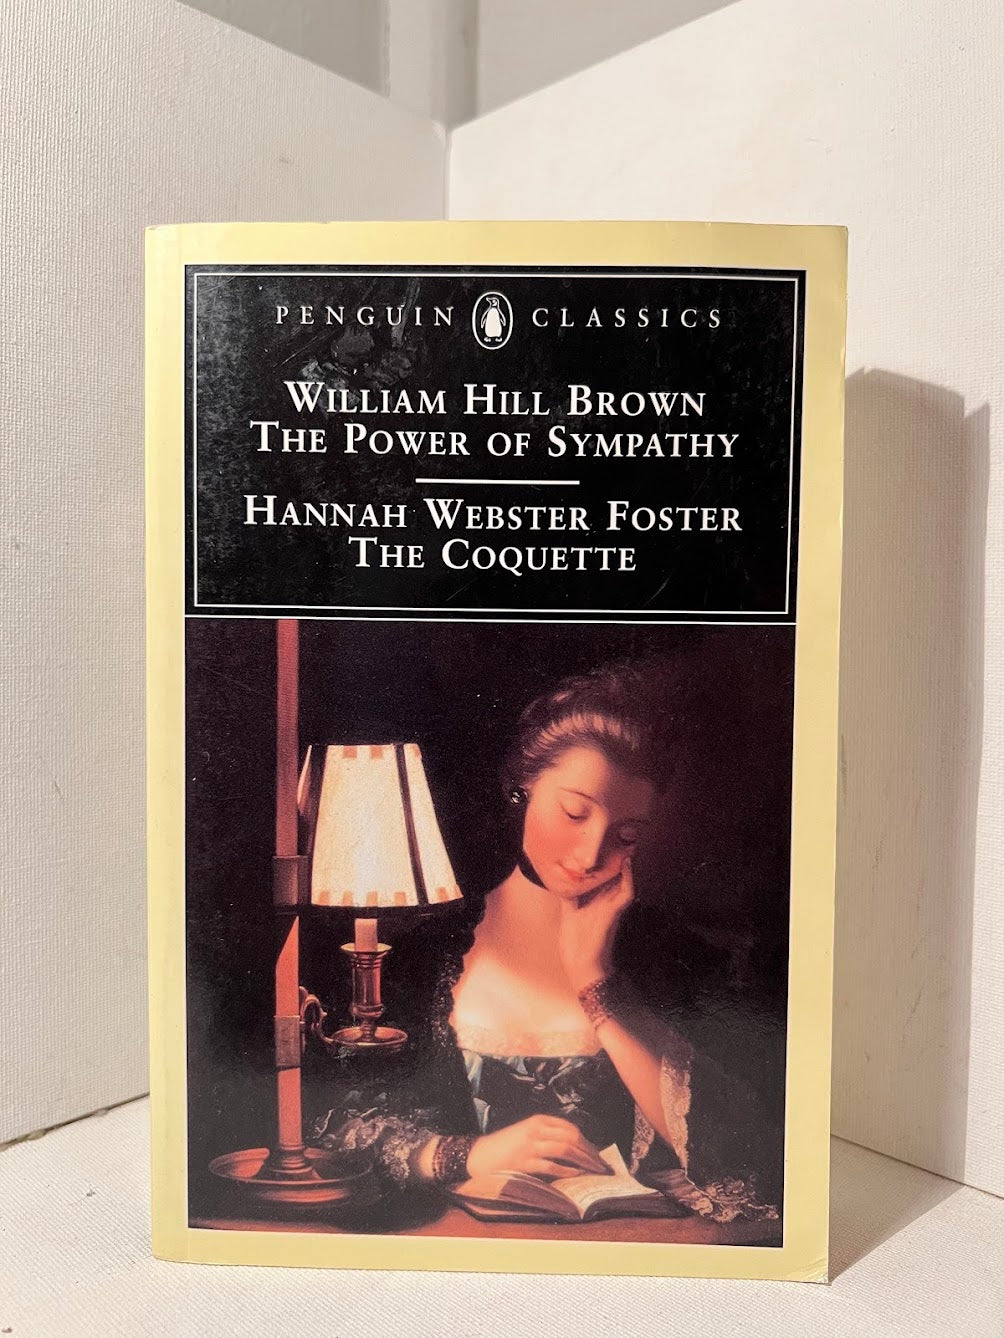 PENGUIN CLASSICS
WILLIAM HILL BROWN
THE POWER OF SYMPATHY
HANNAH WEBSTER FOSTER
THE COQUETTE